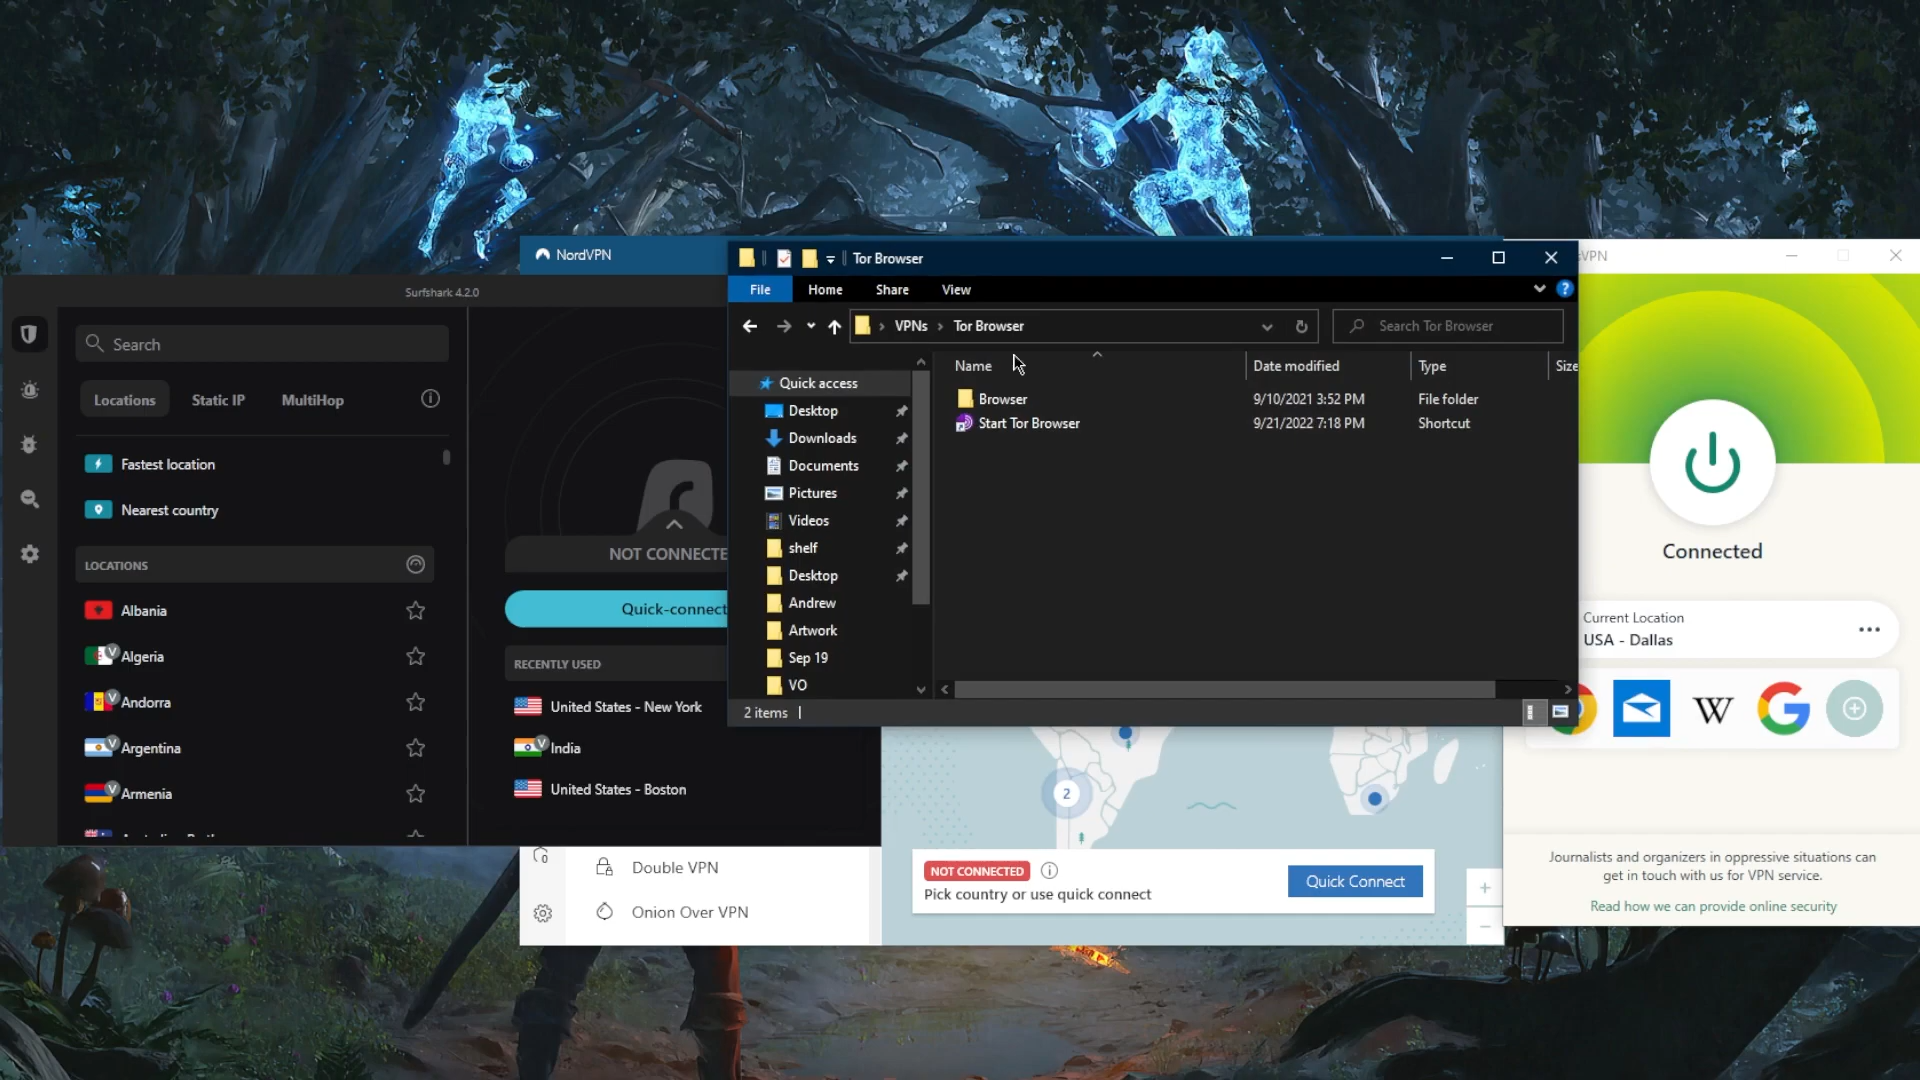 Surfshark 4.2.0
Search
Locations
Static IP
MultiHop
Fastest location
Nearest country
LOCATIONS
Albania
V
Algeria
V
Andorra
V
Argentina
V
Armenia
NOT CONNECTE
Quick-connect
RECENTLY USED
United States - New York
V
India
United States - Boston
NordVPN
Double VPN
Onion Over VPN
2
NOT CONNECTED
Pick country or use quick connect
Quick Connect
Tor Browser
File
Home
Share
View
VPNs
Tor Browser
Search Tor Browser
Quick access
Desktop
Downloads
Documents
Pictures
Videos
shelf
Desktop
Andrew
Artwork
Sep 19
VO
Name
Date modified
Type
Size
Browser
9/10/2021 3:52 PM
File folder
Start Tor Browser
9/21/2022 7:18 PM
Shortcut
2 items
VPN
Connected
Current Location
USA - Dallas
W
G
Journalists and organizers in oppressive situations can
get in touch with us for VPN service.
Read how we can provide online security